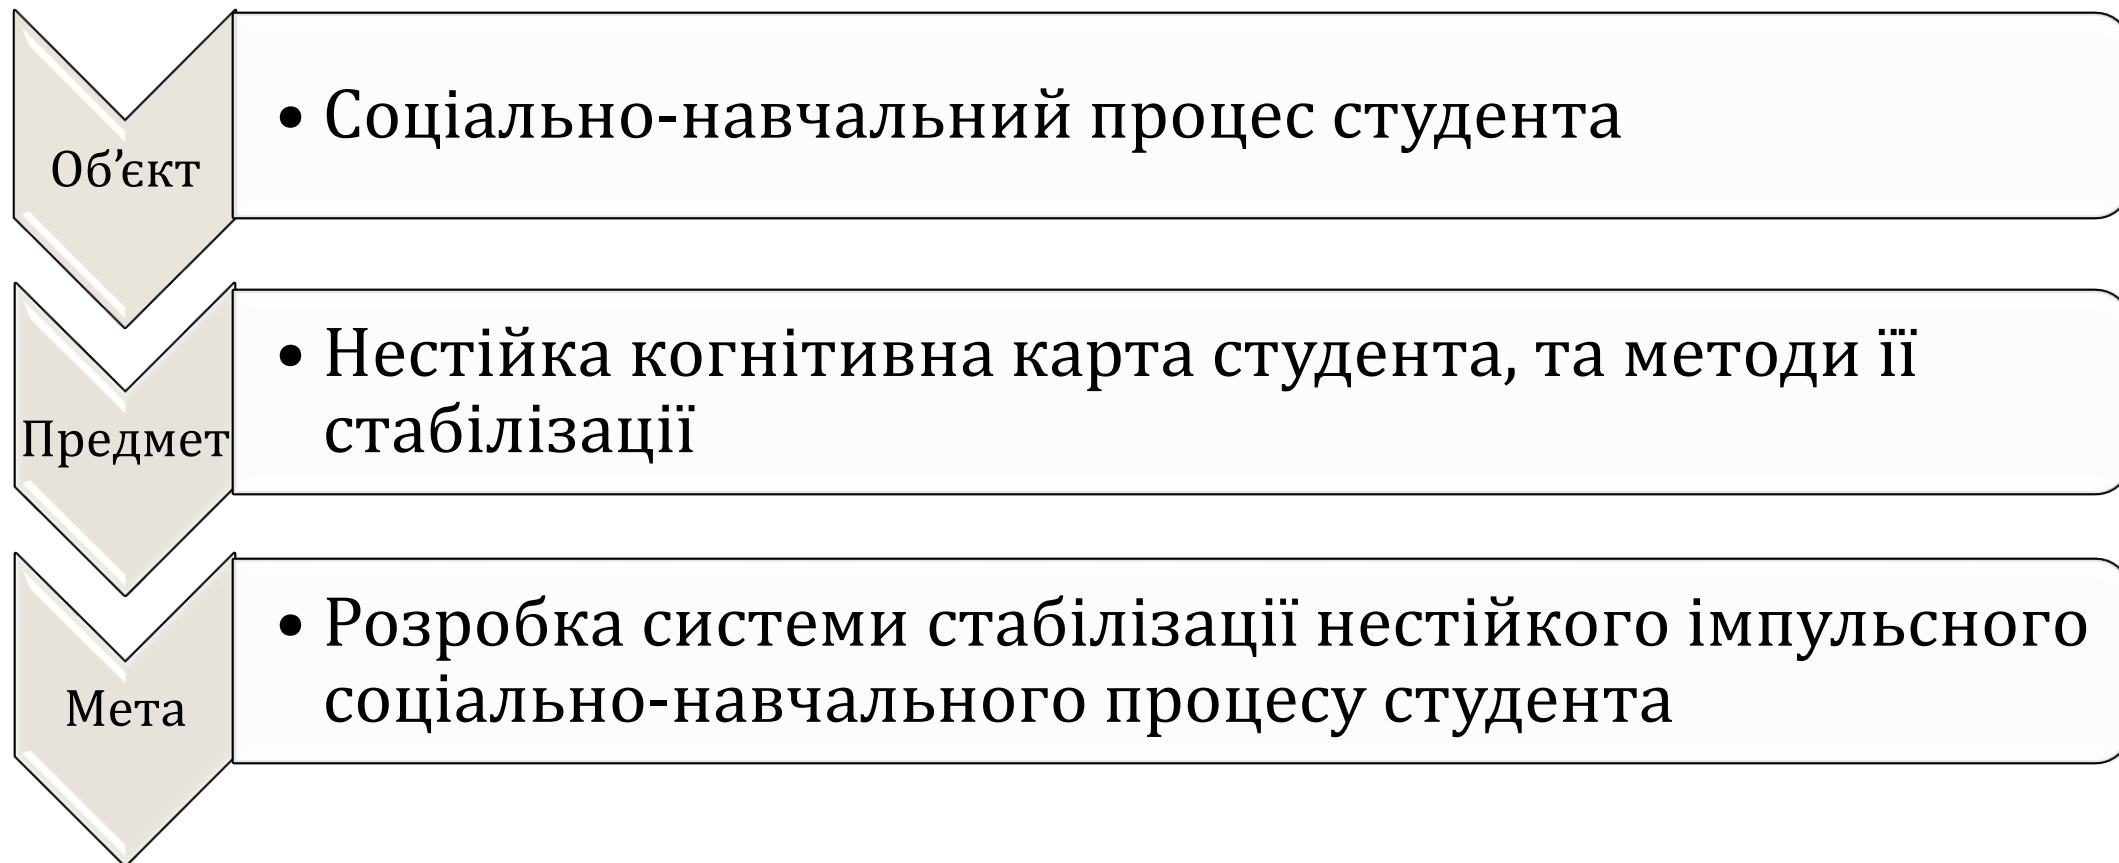 Об’єкт
• Соціально-навчальний процес студента
Предмет
• Нестійка когнітивна карта студента, та методи її
стабілізації
Мета
• Розробка системи стабілізації нестійкого імпульсного
соціально-навчального процесу студента